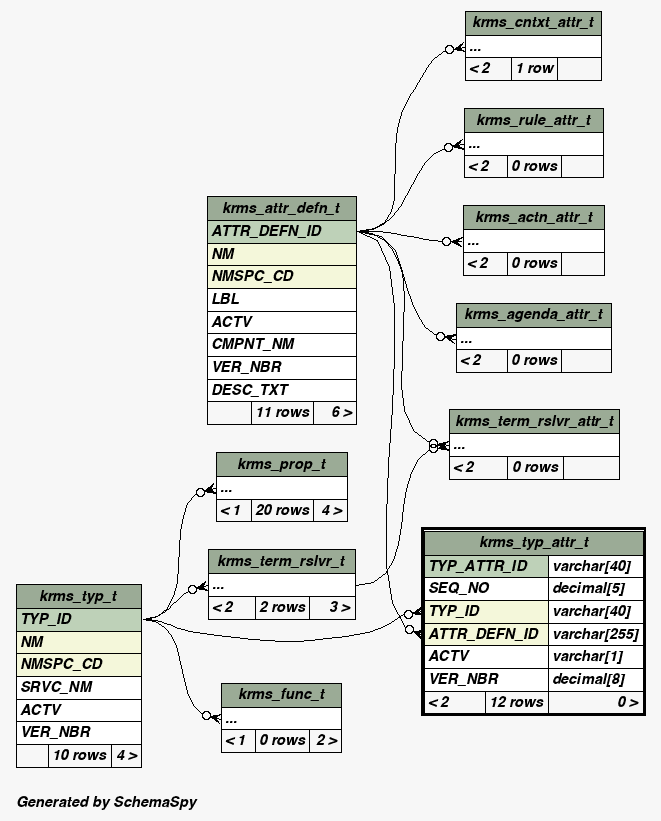 krms_cntxt_attr_t
...
< 2 1 row
krms_rule_attr_t
...
< 2 0 rows
krms_actn_attr_t
...
< 2 0 rows
krms_agenda_attr_t
...
< 2 0 rows
krms_term_rslvr_attr_t
...
< 2 0 rows
krms_attr_defn_t
ATTR_DEFN_ID
NM
NMSPC_CD
LBL
ACTV
CMPNT_NM
VER_NBR
DESC_TXT
11 rows 6 >
krms_prop_t
...
< 1 20 rows 4 >
krms_term_rslvr_t
...
< 2 2 rows 3 >
krms_typ_attr_t
TYP_ATTR_ID varchar[40]
SEQ_NO decimal[5]
TYP_ID varchar[40]
ATTR_DEFN_ID varchar[255]
ACTV varchar[1]
VER_NBR decimal[8]
< 2 12 rows 0 >
krms_typ_t
TYP_ID
NM
NMSPC_CD
SRVC_NM
ACTV
VER_NBR
10 rows 4 >
krms_func_t
...
< 1 0 rows 2 >
Generated by SchemaSpy